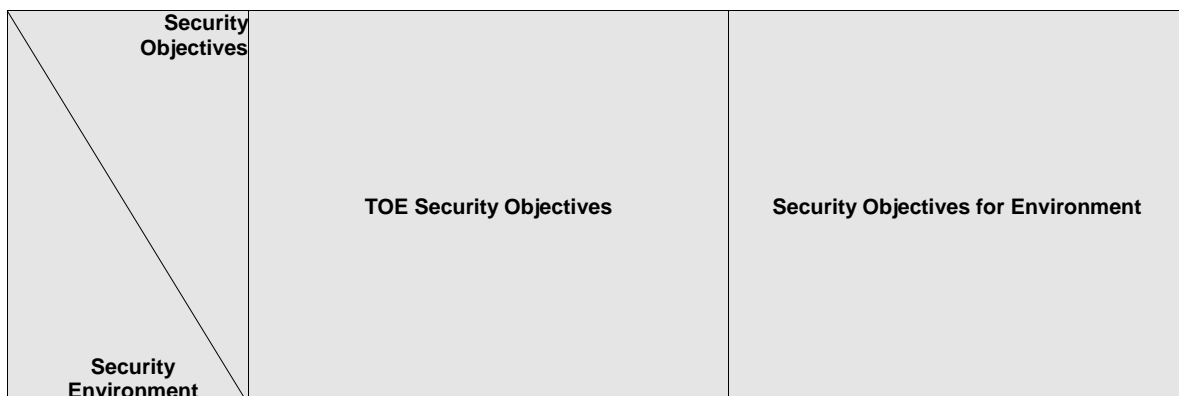 Security
Objectives
TOE Security Objectives
Security Objectives for Environment
Security
Environment